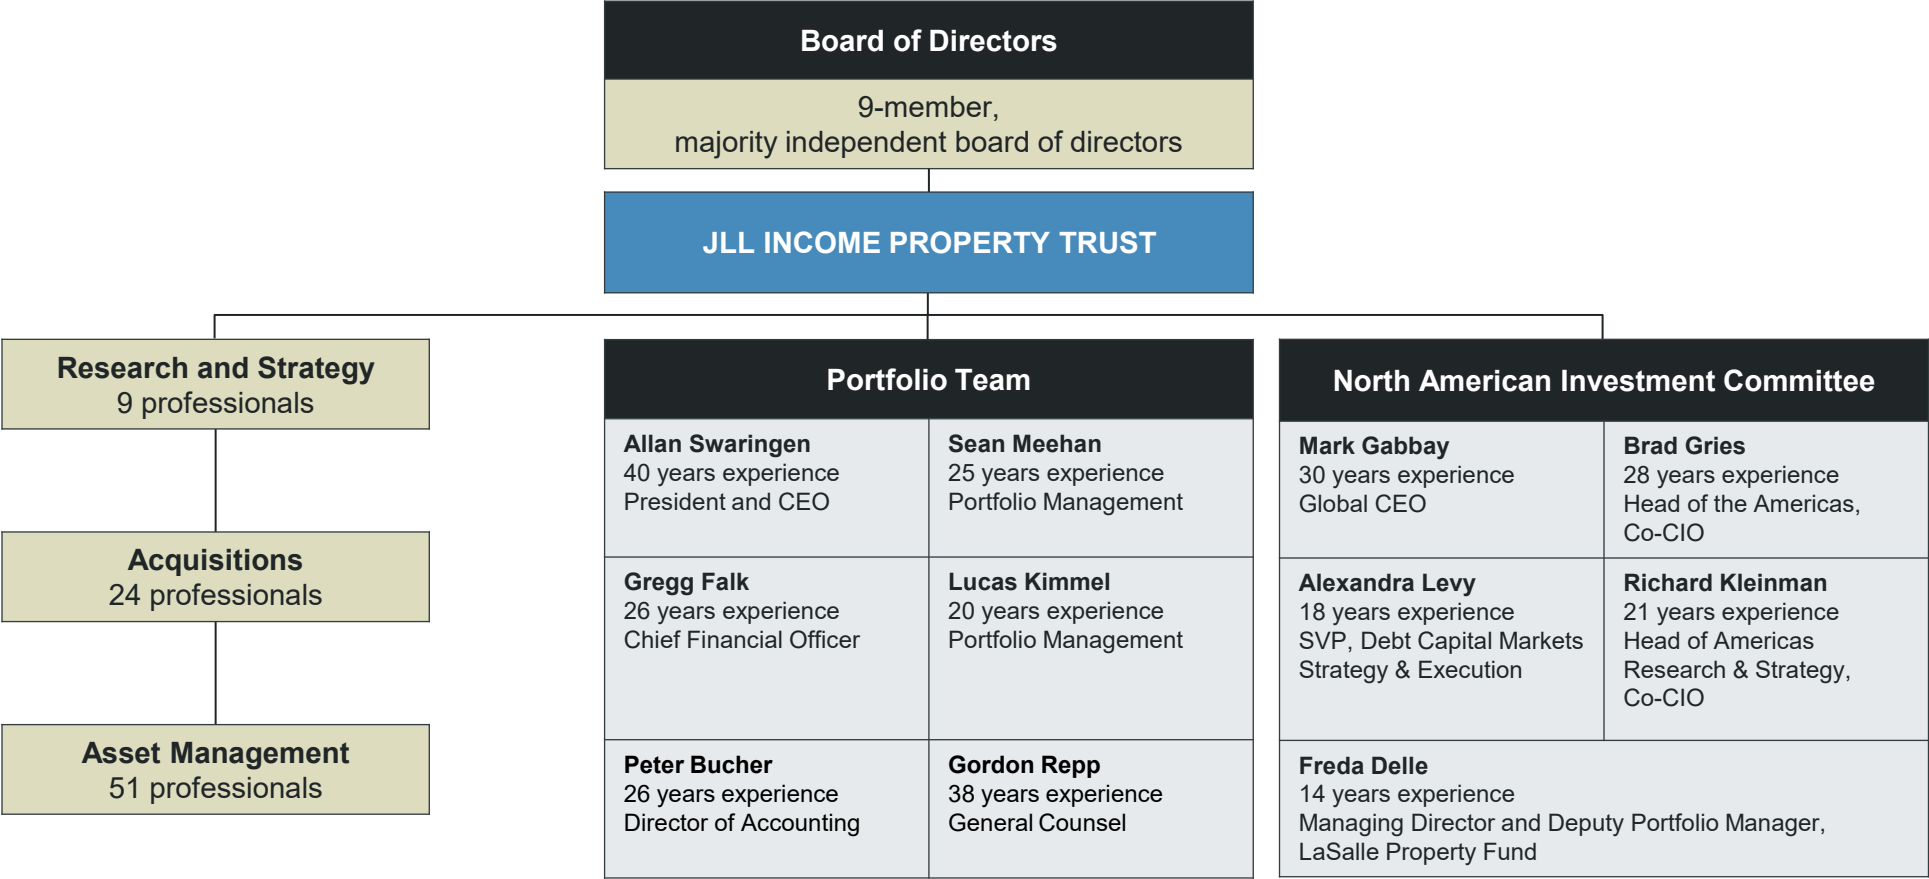 Board of Directors
9-member,
majority independent board of directors
JLL INCOME PROPERTY TRUST
Research and Strategy
9 professionals
Acquisitions
24 professionals
Asset Management
51 professionals
Portfolio Team
Allan Swaringen
40 years experience
President and CEO
Sean Meehan
25 years experience
Portfolio Management
Gregg Falk
26 years experience
Chief Financial Officer
Lucas Kimmel
20 years experience
Portfolio Management
Peter Bucher
26 years experience
Director of Accounting
Gordon Repp
38 years experience
General Counsel
North American Investment Committee
Mark Gabbay
30 years experience
Global CEO
Brad Gries
28 years experience
Head of the Americas,
Co-CIO
Alexandra Levy
18 years experience
SVP, Debt Capital Markets
Strategy & Execution
Richard Kleinman
21 years experience
Head of Americas
Research & Strategy,
Co-CIO
Freda Delle
14 years experience
Managing Director and Deputy Portfolio Manager,
LaSalle Property Fund